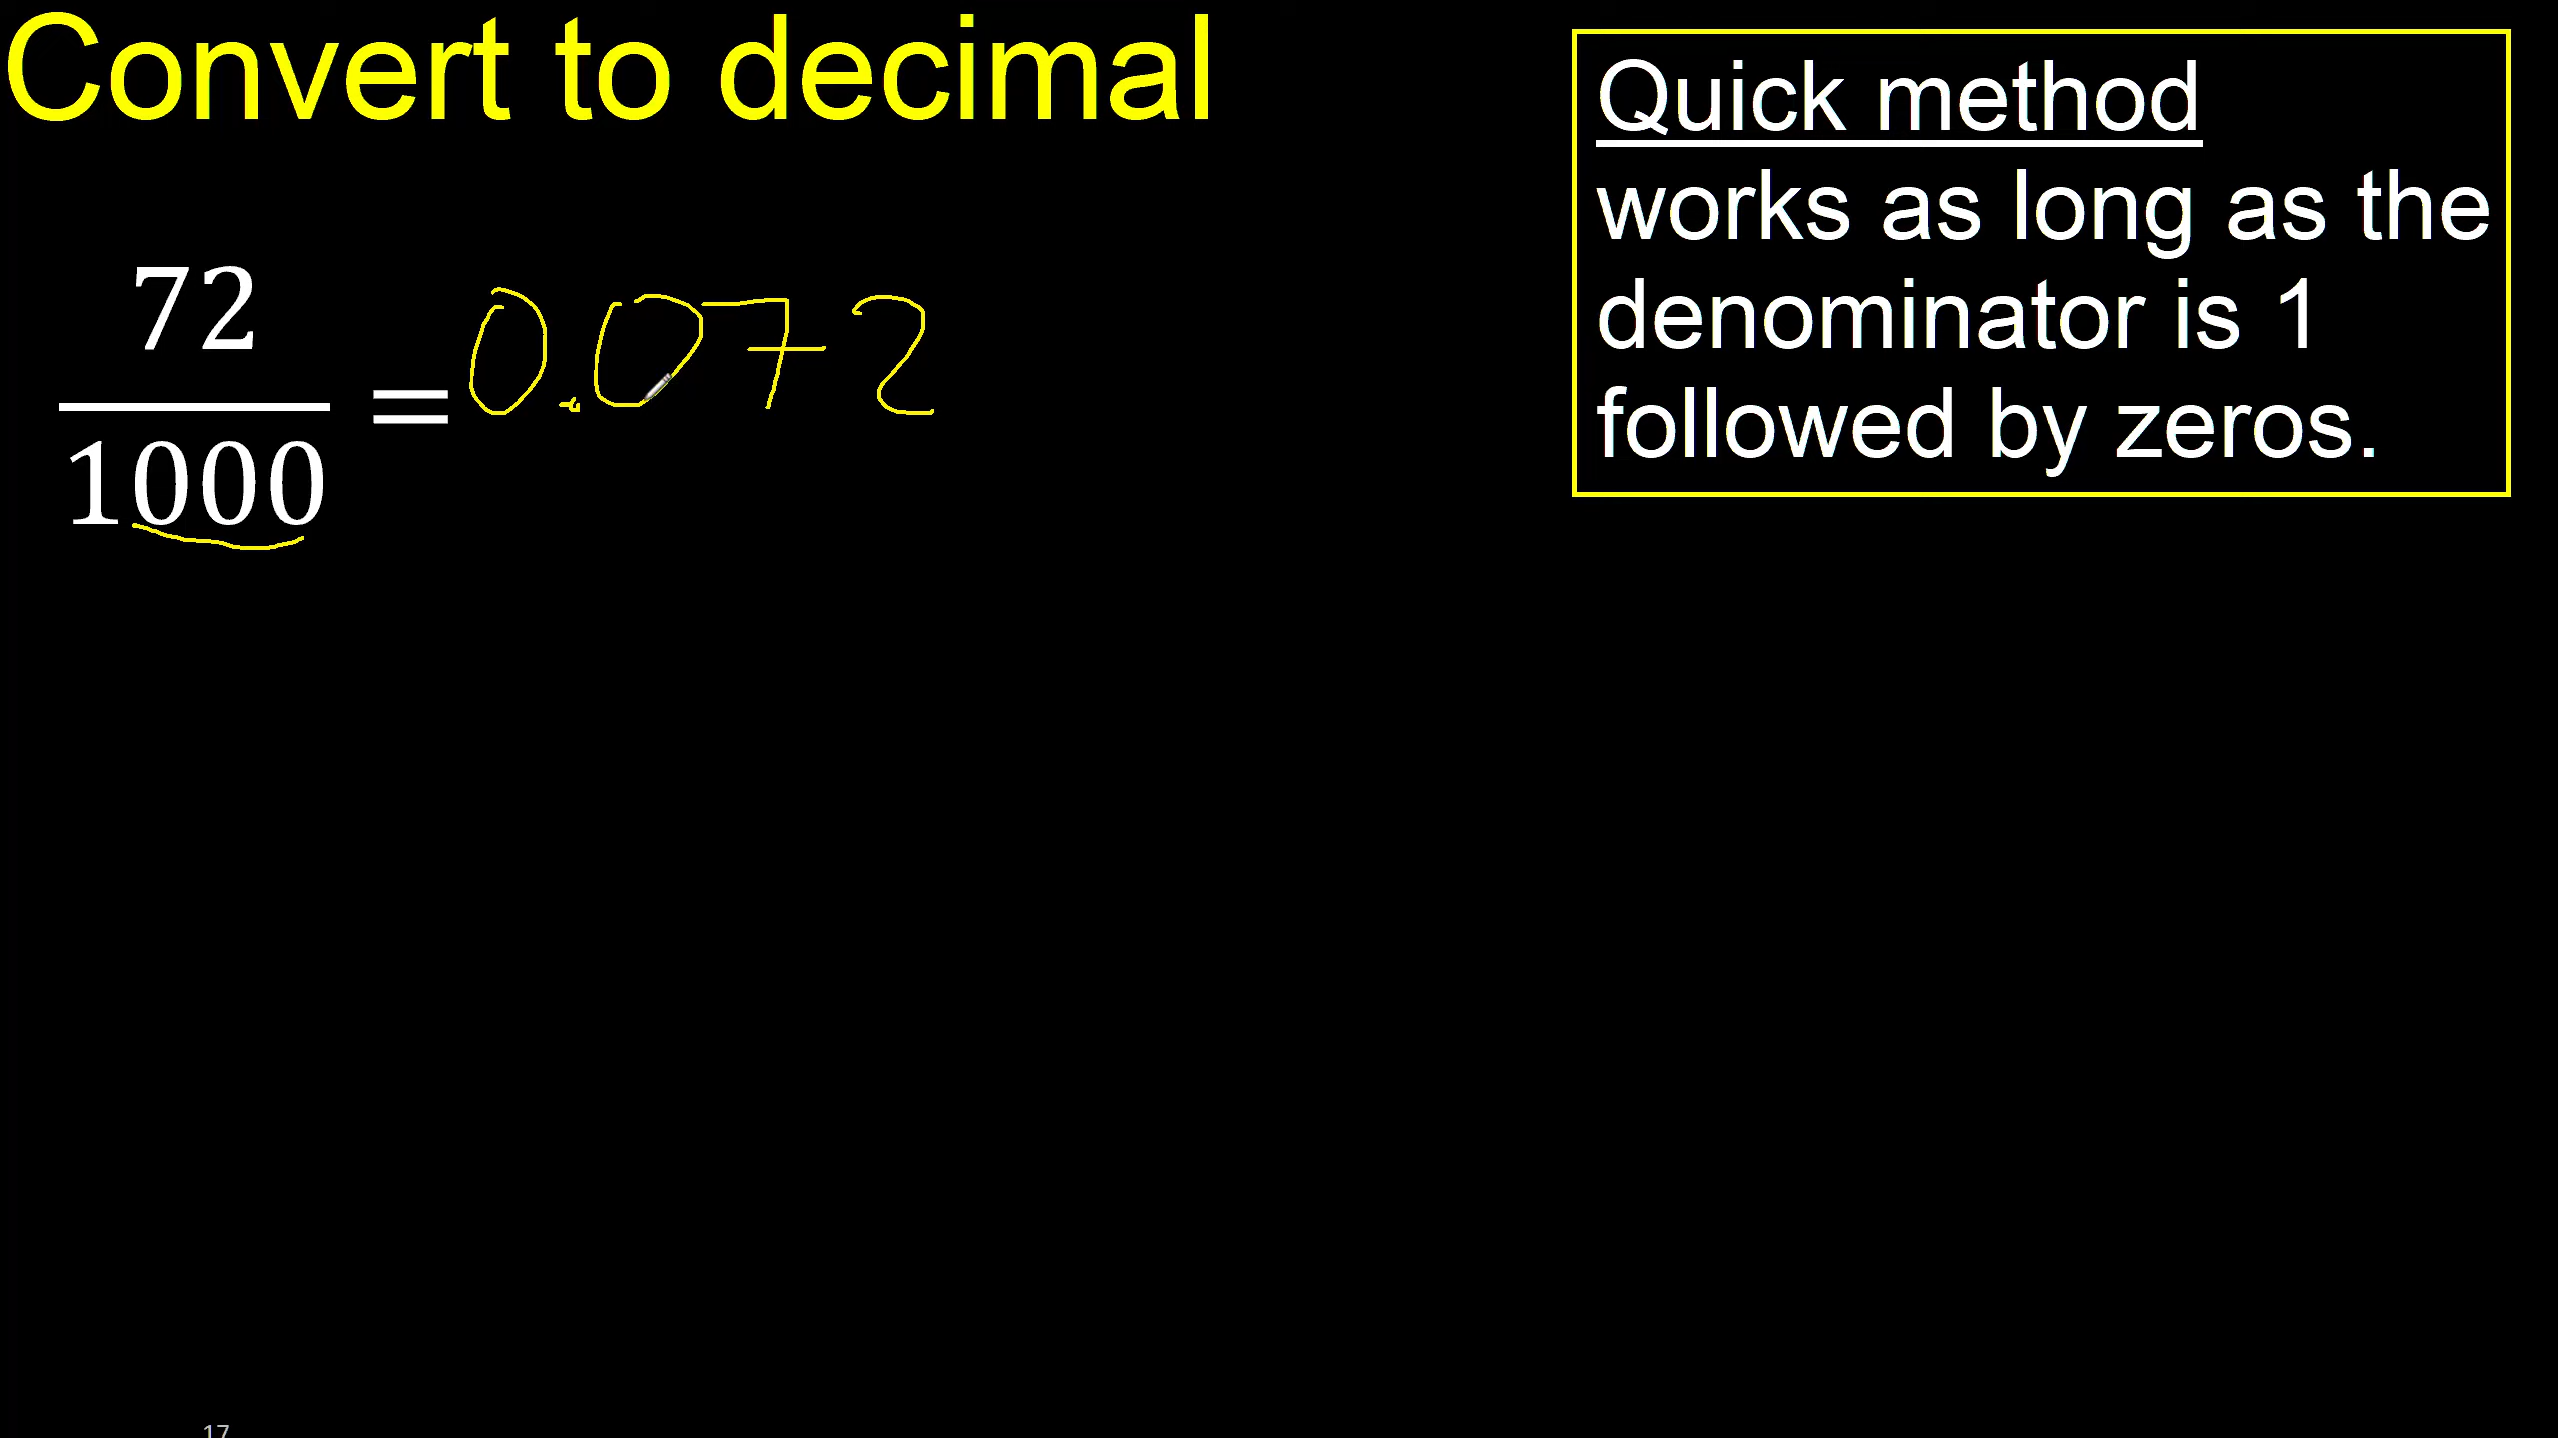 Convert to decimal
72
1000
= 0.072
Quick method
works as long as the
denominator is 1
followed by zeros.
17